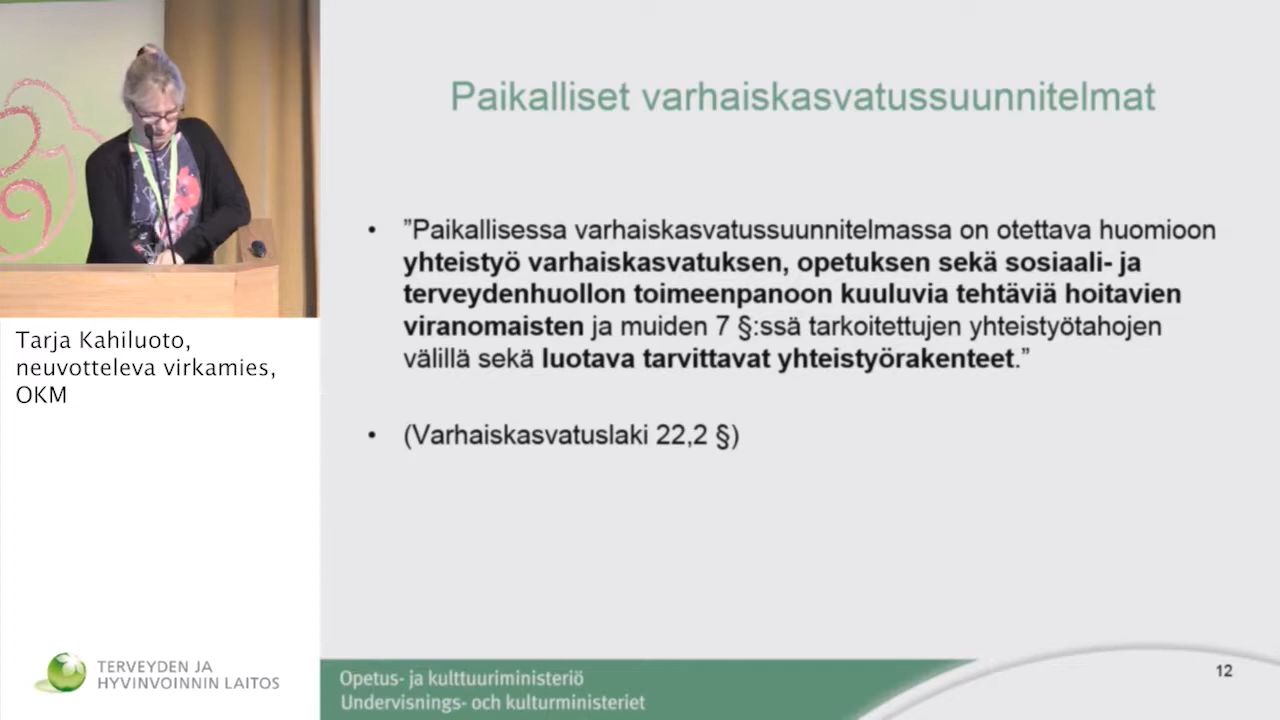 Paikalliset varhaiskasvatussuunnitelmat
• ”Paikallisessa varhaiskasvatussuunnitelmassa on otettava huomioon
yhteistyö varhaiskasvatuksen, opetuksen sekä sosiaali- ja
terveydenhuollon toimeenpanoon kuuluvia tehtäviä hoitavien
viranomaisten ja muiden 7 §:ssä tarkoitettujen yhteistyötahojen
välillä sekä luotava tarvittavat yhteistyörakenteet.”
• (Varhaiskasvatuslaki 22,2 §)
Tarja Kahiluoto,
neuvotteleva virkamies,
OKM
TERVEYDEN JA
HYVINVOINNIN LAITOS
Opetus- ja kulttuuriministeriö
Undervisnings- och kulturministeriet
12